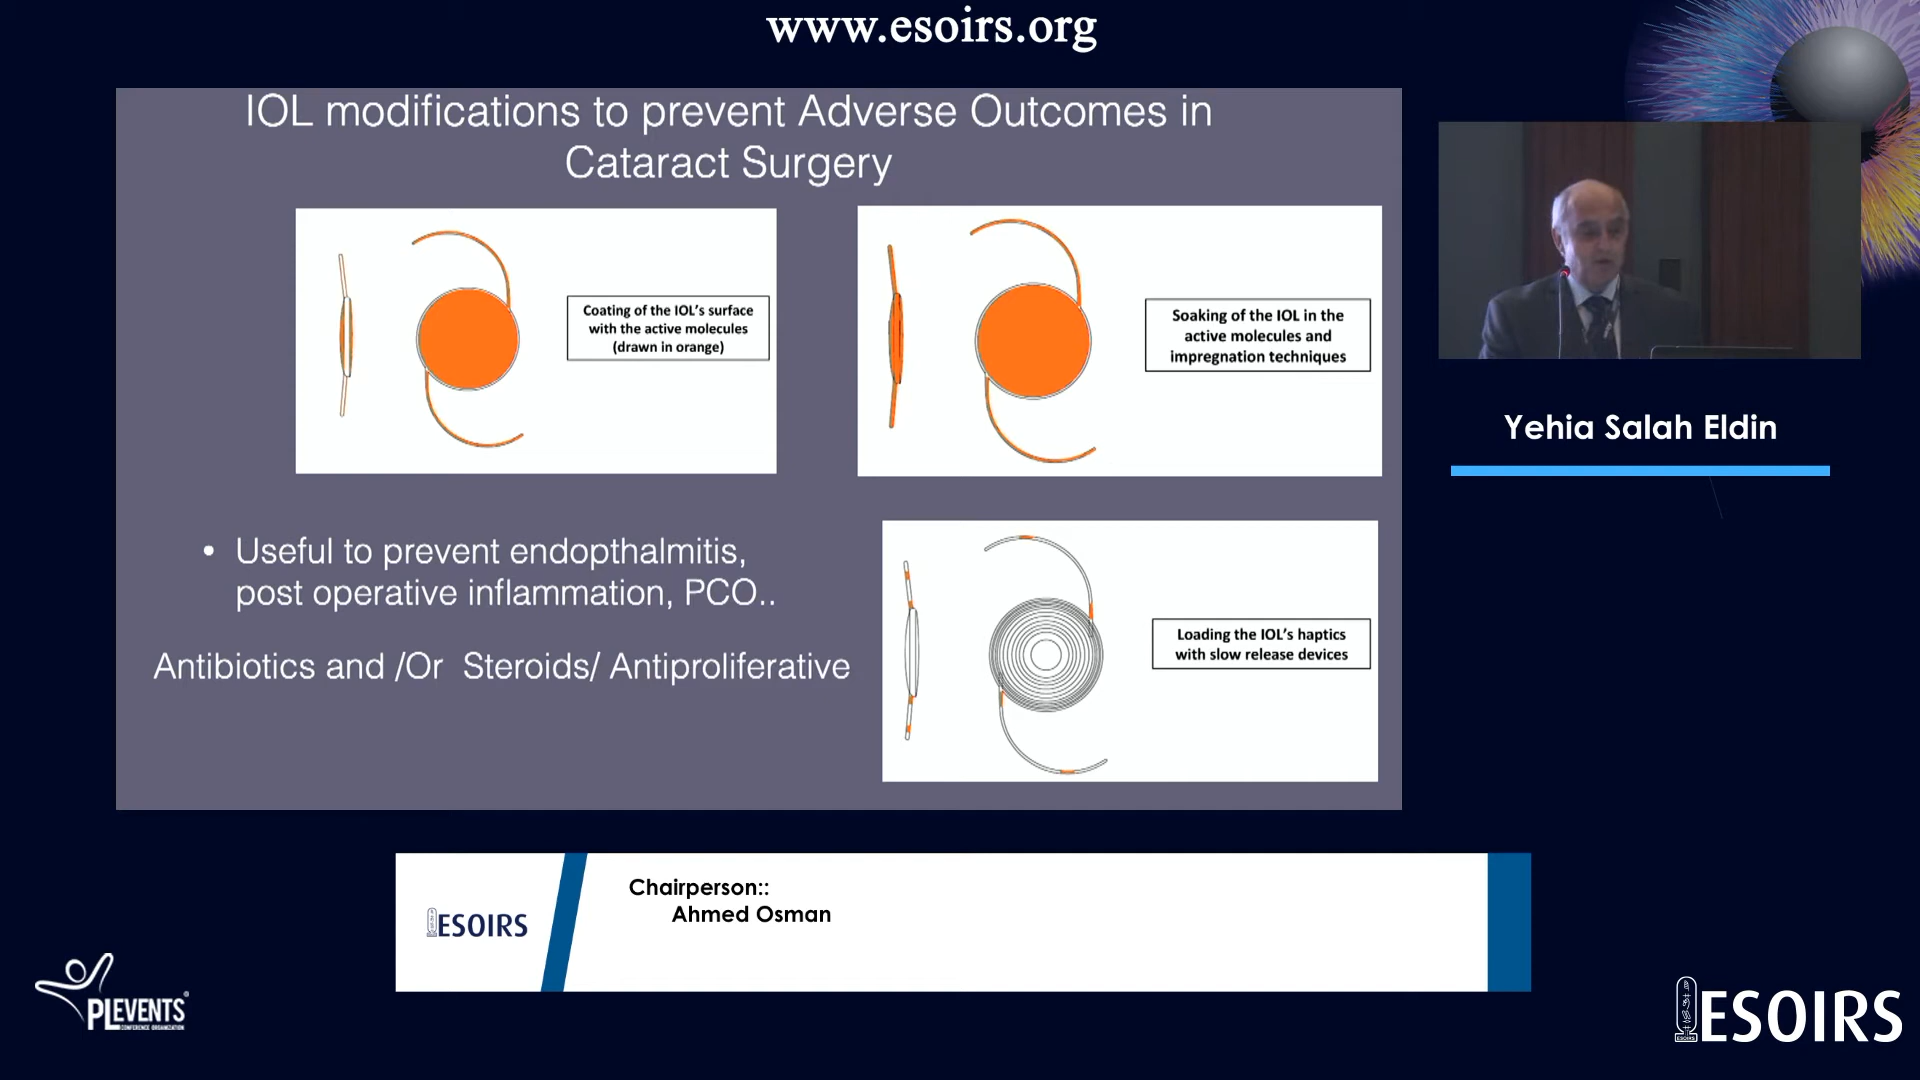 www.esoirs.org
IOL modifications to prevent Adverse Outcomes in
Cataract Surgery
Coating of the IOL's surface
with the active molecules
(drawn in orange)
Soaking of the IOL in the
active molecules and
impregnation techniques
• Useful to prevent endopthalmitis,
post operative inflammation, PCO..
Antibiotics and /Or Steroids/ Antiproliferative
Loading the IOL's haptics
with slow release devices
Yehia Salah Eldin
Chairperson::
Ahmed Osman
ESOIRS
PLEVENTS
CONFERENCE ORGANIZATION
ESOIRS
ESOIRS